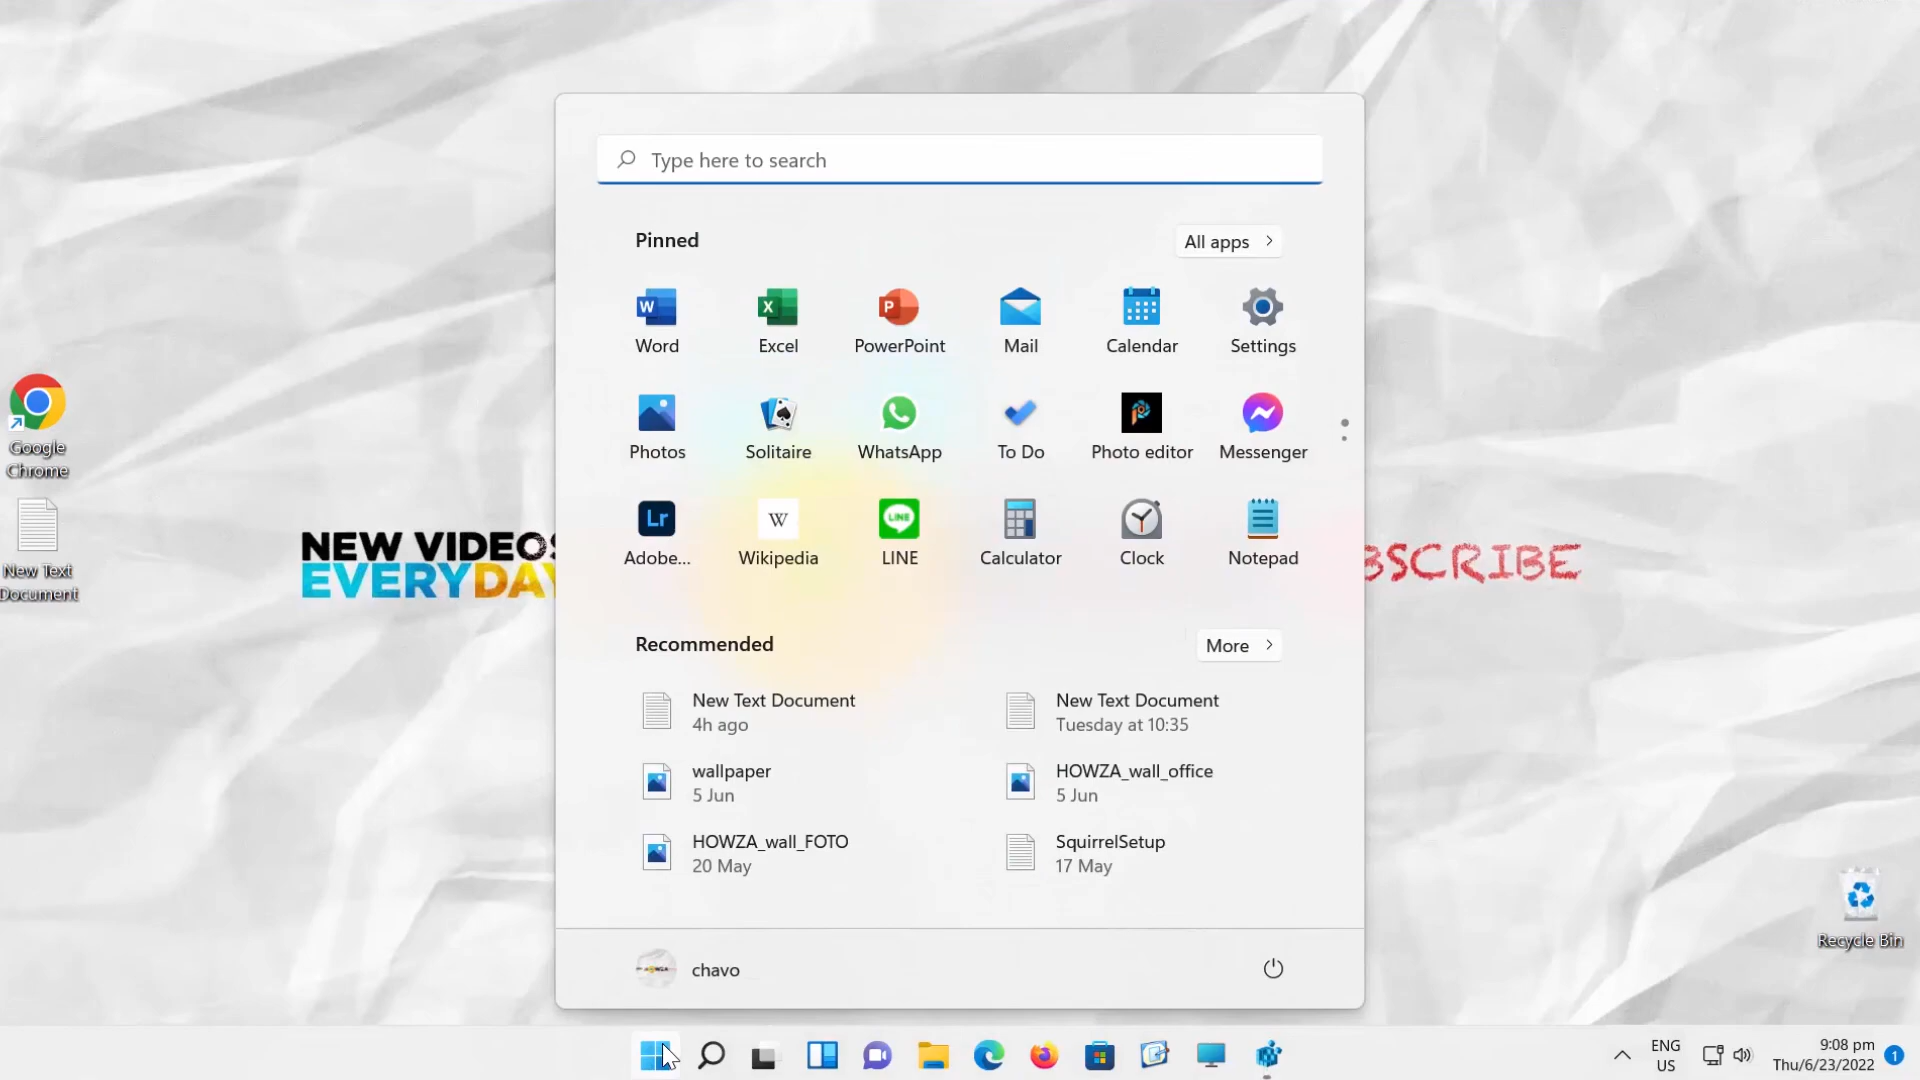 Type here to search
Pinned
All apps
W
X
P
Word
Excel
PowerPoint
Mail
Calendar
Settings
Photos
Solitaire
WhatsApp
To Do
Photo editor
Messenger
Lr
W
LINE
Adobe...
Wikipedia
LINE
Calculator
Clock
Notepad
Google
Chrome
New Text
Document
NEW VIDEOS
EVERYDAY
BSCRIBE
Recommended
More
New Text Document
4h ago
New Text Document
Tuesday at 10:35
wallpaper
5 Jun
HOWZA_wall_office
5 Jun
HOWZA_wall_FOTO
20 May
SquirrelSetup
17 May
Recycle Bin
chavo
ENG
US
9:08 pm
Thu/6/23/2022
1